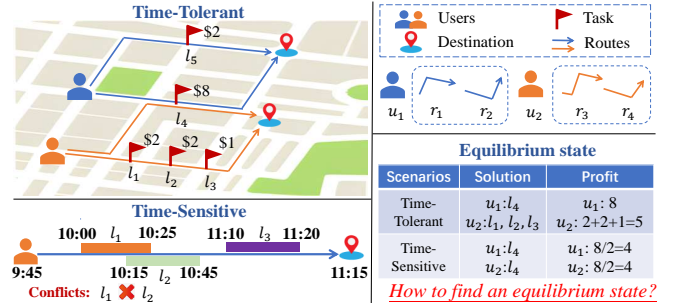 Time-Tolerant
$2
l5
$8
l4
$2 $2 $1
l1 l2 l3
Time-Sensitive
10:00 l1 10:25 11:10 l3 11:20
9:45 10:15 l2 10:45 11:15
Conflicts: l1 ✖ l2
Users Task
Destination Routes
u1 r1 r2 u2 r3 r4
Equilibrium state
Scenarios Solution Profit
Time-Tolerant
u1:l4
u2:l1, l2, l3
u1: 8
u2: 2+2+1=5
Time-Sensitive
u1:l4
u2:l4
u1: 8/2=4
u2: 8/2=4
How to find an equilibrium state?